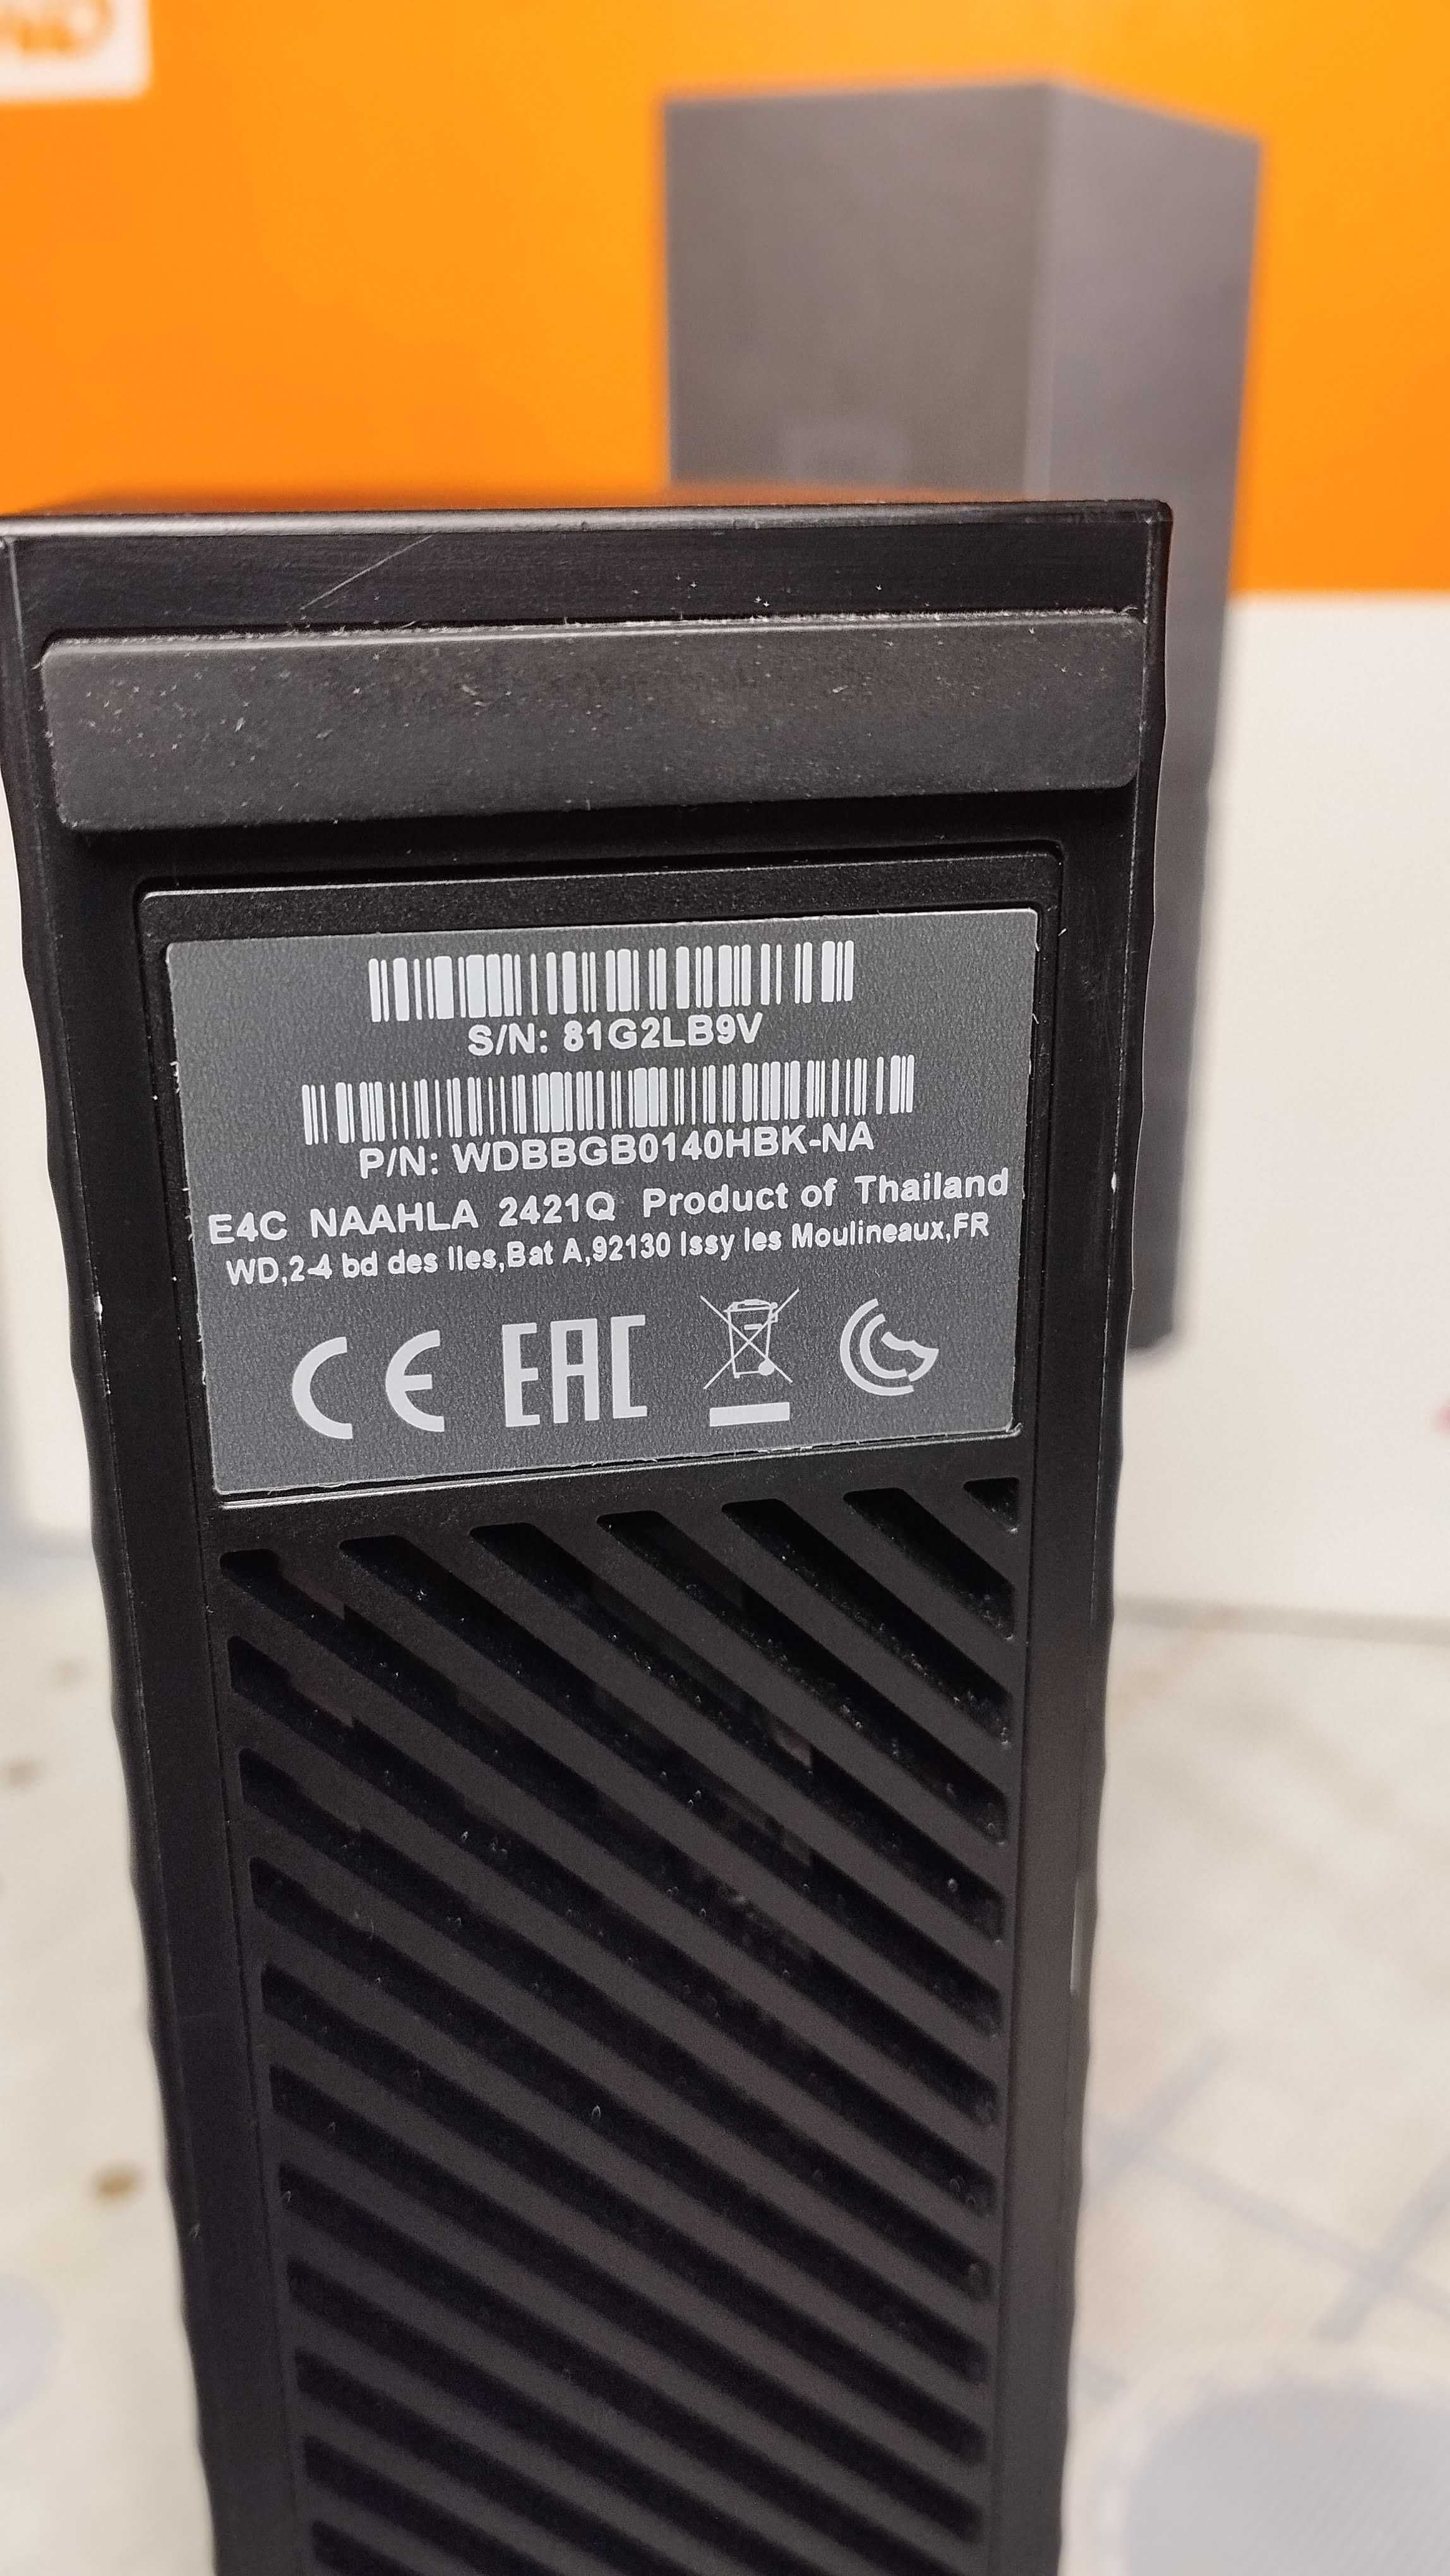 S/N: 81G2LB9V
P/N: WDBBGB0140HBK-NA
E4C NAAHLA 2421Q Product of Thailand
WD,2-4 bd des Iles,Bat A,92130 Issy les Moulineaux,FR
CE EAC